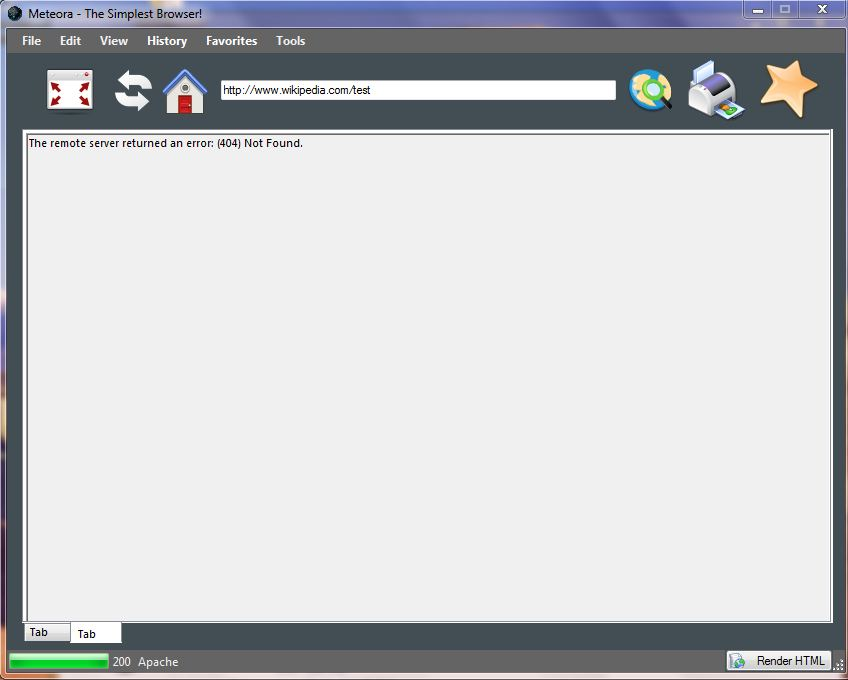 Meteora - The Simplest Browser!
File Edit View History Favorites Tools
http://www.wikipedia.com/test
The remote server returned an error: (404) Not Found.
Tab Tab
200 Apache Render HTML